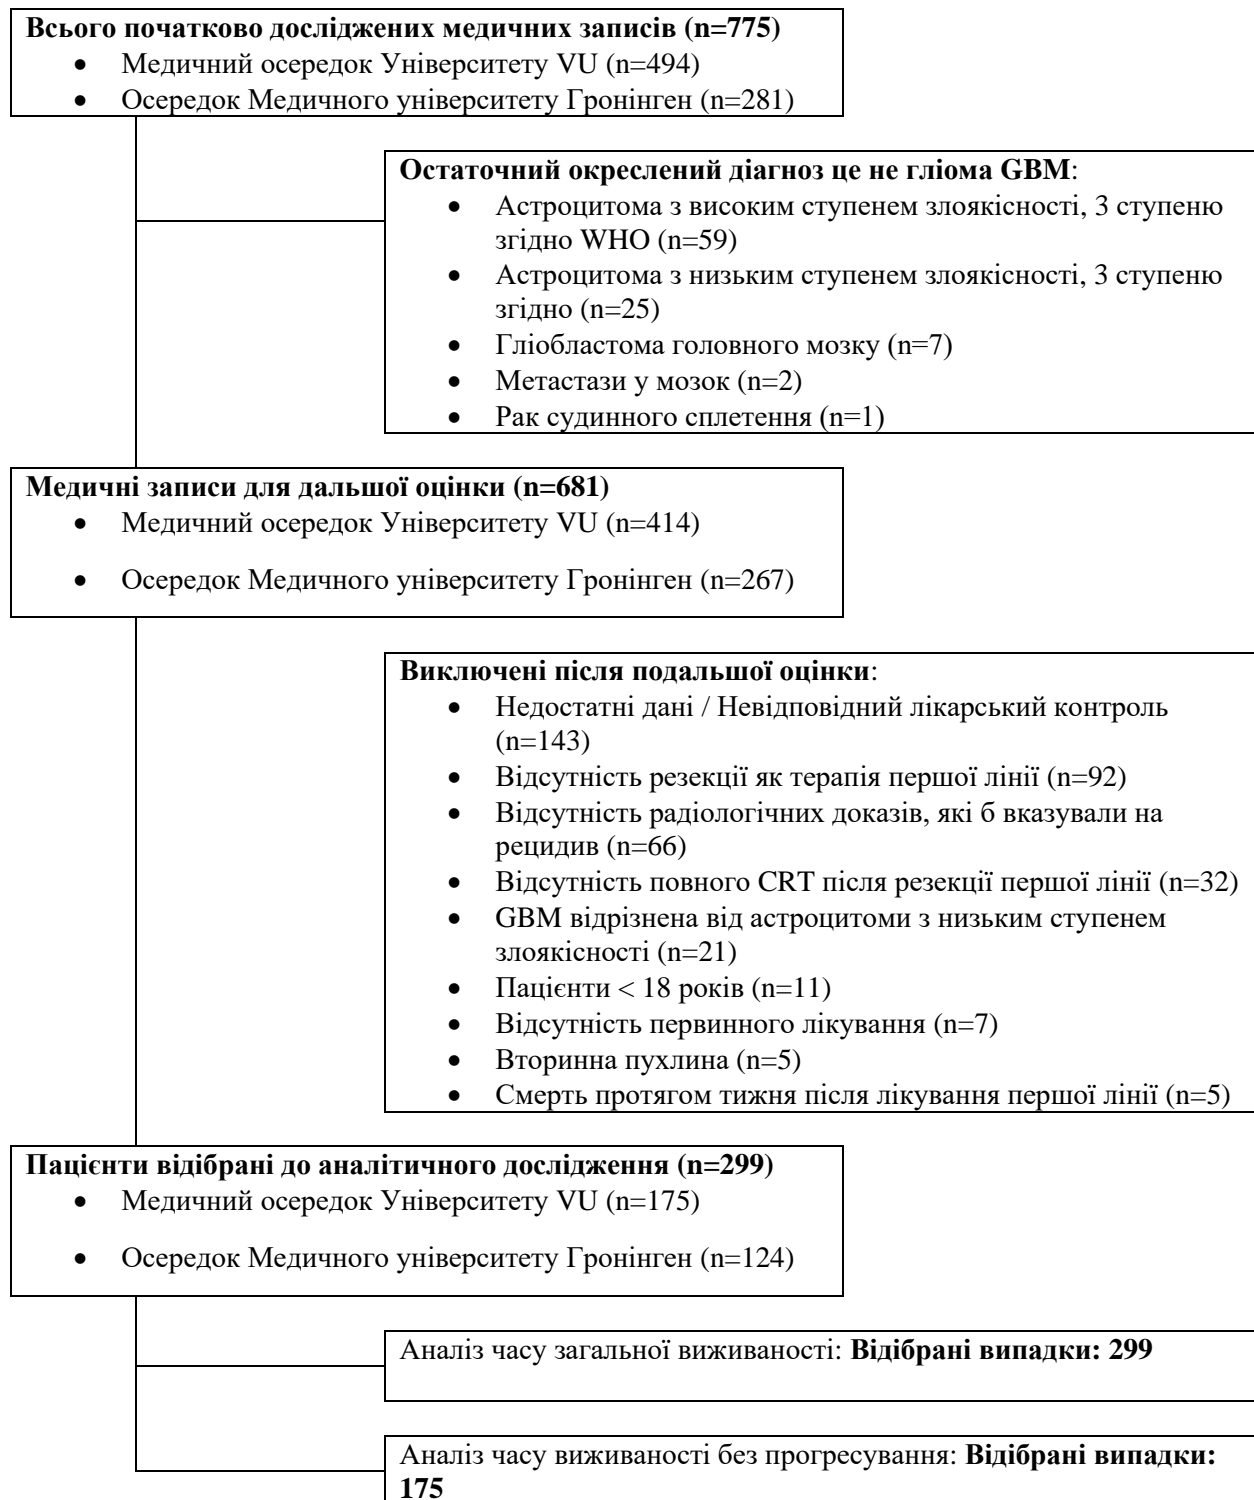 Всього початково досліджених медичних записів (n=775)
• Медичний осередок Університету VU (n=494)
• Осередок Медичного університету Гронінген (n=281)
Остаточний окреслений діагноз це не гліома GBM:
• Астроцитома з високим ступенем злоякісності, 3 ступеню
згідно WHO (n=59)
• Астроцитома з низьким ступенем злоякісності, 3 ступеню
згідно (n=25)
• Гліобластома головного мозку (n=7)
• Метастази у мозок (n=2)
• Рак судинного сплетення (n=1)
Медичні записи для дальшої оцінки (n=681)
• Медичний осередок Університету VU (n=414)
• Осередок Медичного університету Гронінген (n=267)
Виключені після подальшої оцінки:
• Недостатні дані / Невідповідний лікарський контроль
(n=143)
• Відсутність резекції як терапія першої лінії (n=92)
• Відсутність радіологічних доказів, які б вказували на
рецидив (n=66)
• Відсутність повного CRT після резекції першої лінії (n=32)
• GBM відрізнена від астроцитоми з низьким ступенем
злоякісності (n=21)
• Пацієнти < 18 років (n=11)
• Відсутність первинного лікування (n=7)
• Вторинна пухлина (n=5)
• Смерть протягом тижня після лікування першої лінії (n=5)
Пацієнти відібрані до аналітичного дослідження (n=299)
• Медичний осередок Університету VU (n=175)
• Осередок Медичного університету Гронінген (n=124)
Аналіз часу загальної виживаності: Відібрані випадки: 299
Аналіз часу виживаності без прогресування: Відібрані випадки:
175